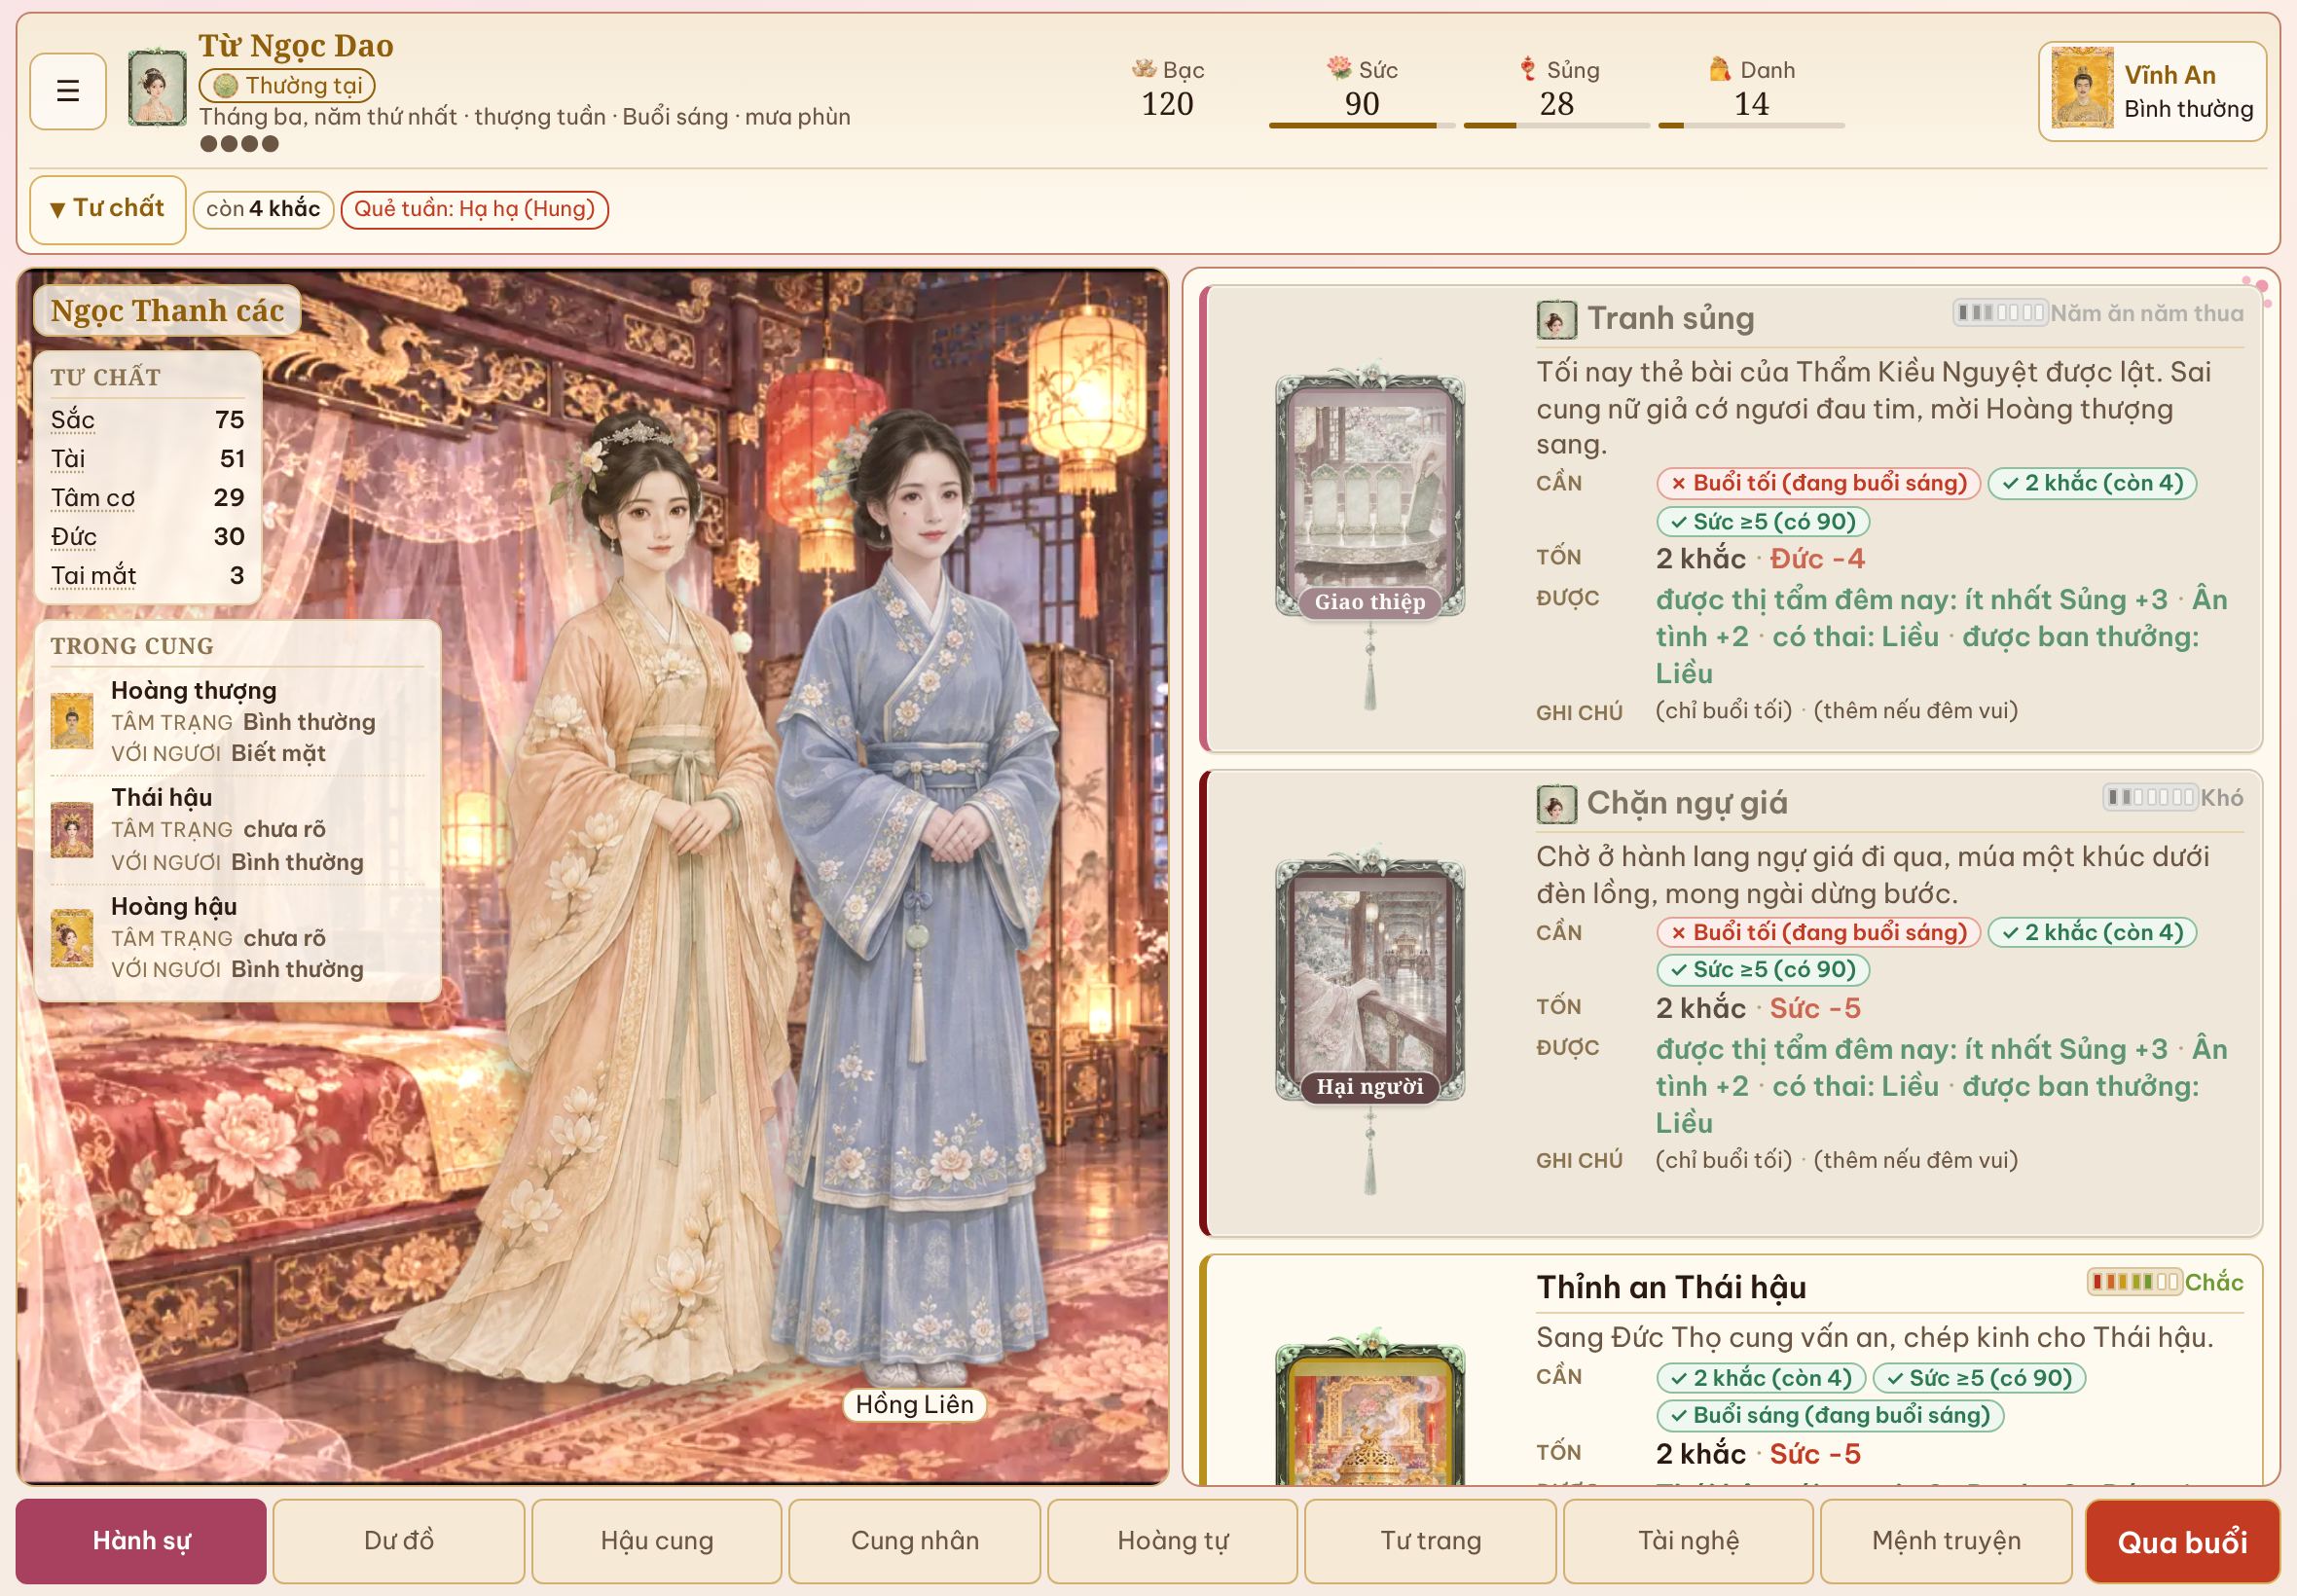 ☰
Từ Ngọc Dao
Thường tại
Tháng ba, năm thứ nhất · thượng tuần · Buổi sáng · mưa phùn
Bạc
120
Sức
90
Sủng
28
Danh
14
Vĩnh An
Bình thường
▼ Tư chất
còn 4 khắc
Quẻ tuần: Hạ hạ (Hung)
Ngọc Thanh các
TƯ CHẤT
Sắc 75
Tài 51
Tâm cơ 29
Đức 30
Tai mắt 3
TRONG CUNG
Hoàng thượng
TÂM TRẠNG Bình thường
VỚI NGƯƠI Biết mặt
Thái hậu
TÂM TRẠNG chưa rõ
VỚI NGƯƠI Bình thường
Hoàng hậu
TÂM TRẠNG chưa rõ
VỚI NGƯƠI Bình thường
Hồng Liên
Tranh sủng
Năm ăn năm thua
Giao thiệp
Tối nay thẻ bài của Thẩm Kiều Nguyệt được lật. Sai
cung nữ giả cớ ngươi đau tim, mời Hoàng thượng
sang.
CẦN × Buổi tối (đang buổi sáng) ✓ 2 khắc (còn 4)
✓ Sức ≥5 (có 90)
TỐN 2 khắc · Đức -4
ĐƯỢC được thị tẩm đêm nay: ít nhất Sủng +3 · Ân
tình +2 · có thai: Liều · được ban thưởng:
Liều
GHI CHÚ (chỉ buổi tối) · (thêm nếu đêm vui)
Chặn ngự giá
Khó
Hại người
Chờ ở hành lang ngự giá đi qua, múa một khúc dưới
đèn lồng, mong ngài dừng bước.
CẦN × Buổi tối (đang buổi sáng) ✓ 2 khắc (còn 4)
✓ Sức ≥5 (có 90)
TỐN 2 khắc · Sức -5
ĐƯỢC được thị tẩm đêm nay: ít nhất Sủng +3 · Ân
tình +2 · có thai: Liều · được ban thưởng:
Liều
GHI CHÚ (chỉ buổi tối) · (thêm nếu đêm vui)
Thỉnh an Thái hậu
Chắc
Sang Đức Thọ cung vấn an, chép kinh cho Thái hậu.
CẦN ✓ 2 khắc (còn 4) ✓ Sức ≥5 (có 90)
✓ Buổi sáng (đang buổi sáng)
TỐN 2 khắc · Sức -5
Hành sự
Dư đồ
Hậu cung
Cung nhân
Hoàng tự
Tư trang
Tài nghệ
Mệnh truyện
Qua buổi